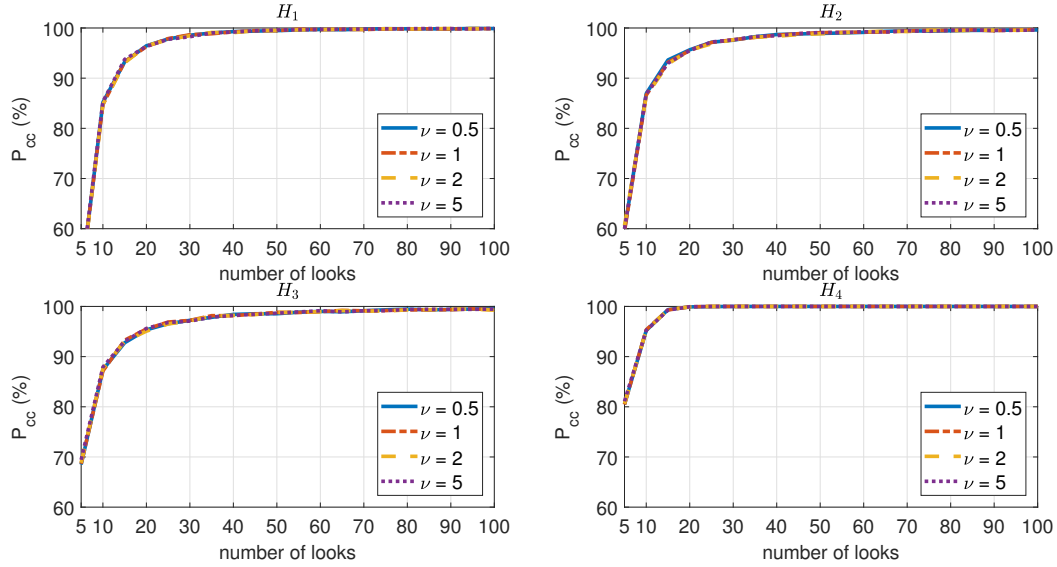 H1
P_cc (%)
100
90
80
70
60
5 10 20 30 40 50 60 70 80 90 100
number of looks
ν = 0.5
ν = 1
ν = 2
ν = 5
H2
P_cc (%)
100
90
80
70
60
5 10 20 30 40 50 60 70 80 90 100
number of looks
ν = 0.5
ν = 1
ν = 2
ν = 5
H3
P_cc (%)
100
90
80
70
60
5 10 20 30 40 50 60 70 80 90 100
number of looks
ν = 0.5
ν = 1
ν = 2
ν = 5
H4
P_cc (%)
100
90
80
70
60
5 10 20 30 40 50 60 70 80 90 100
number of looks
ν = 0.5
ν = 1
ν = 2
ν = 5